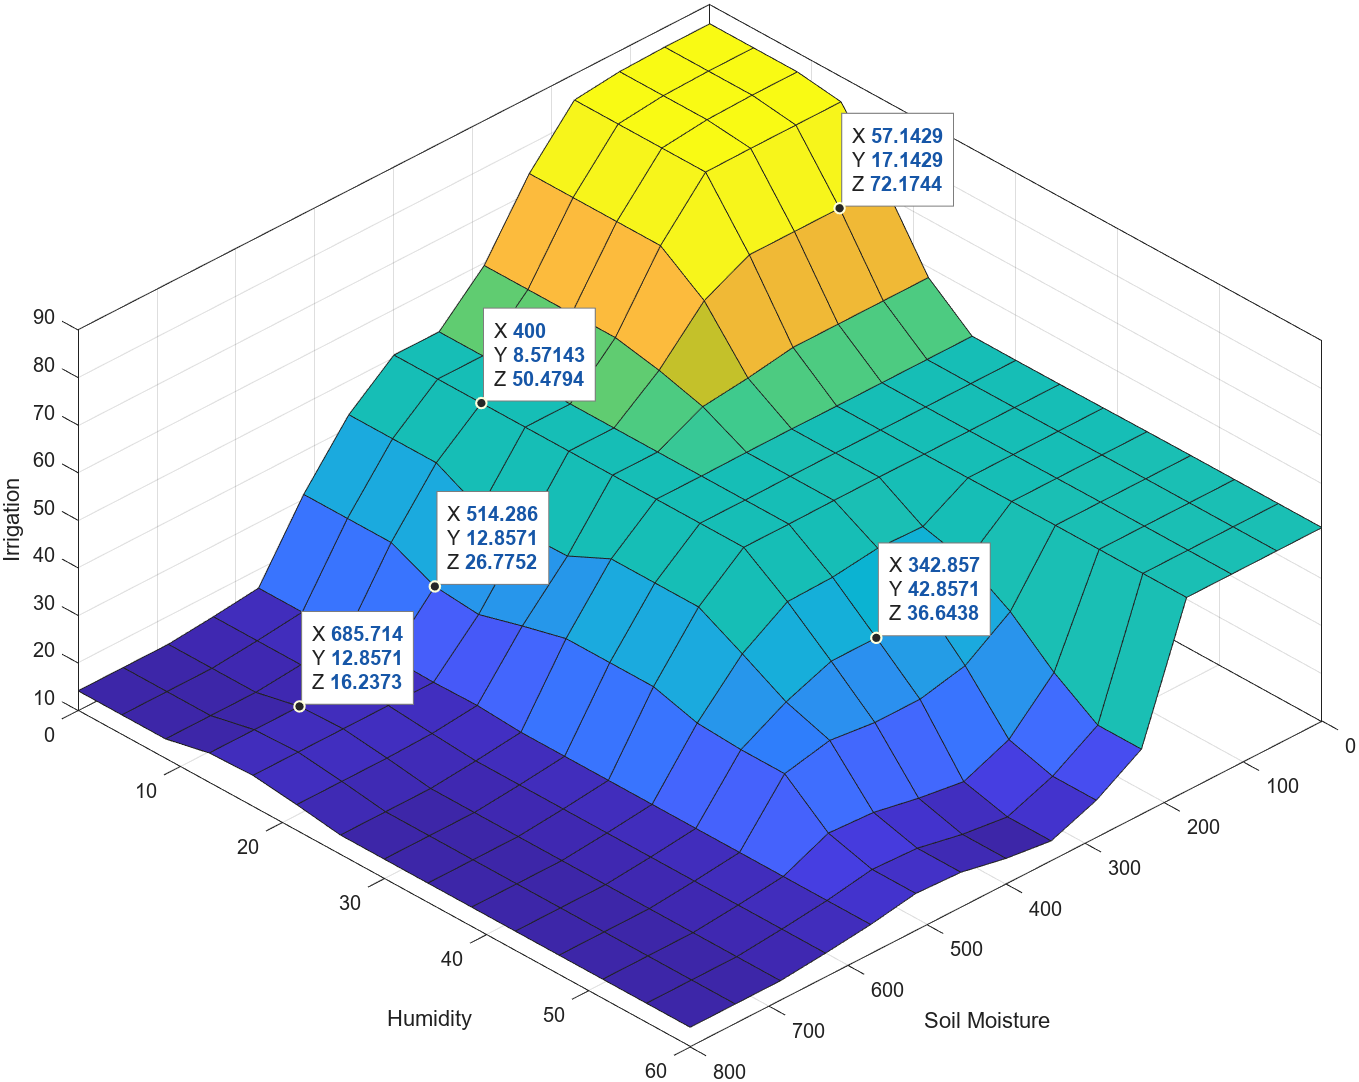 X 57.1429
Y 17.1429
Z 72.1744
X 400
Y 8.57143
Z 50.4794
X 514.286
Y 12.8571
Z 26.7752
X 342.857
Y 42.8571
Z 36.6438
X 685.714
Y 12.8571
Z 16.2373
90
80
70
60
50
40
30
20
10
Irrigation
0
10
20
30
40
50
60
Humidity
0
100
200
300
400
500
600
700
800
Soil Moisture